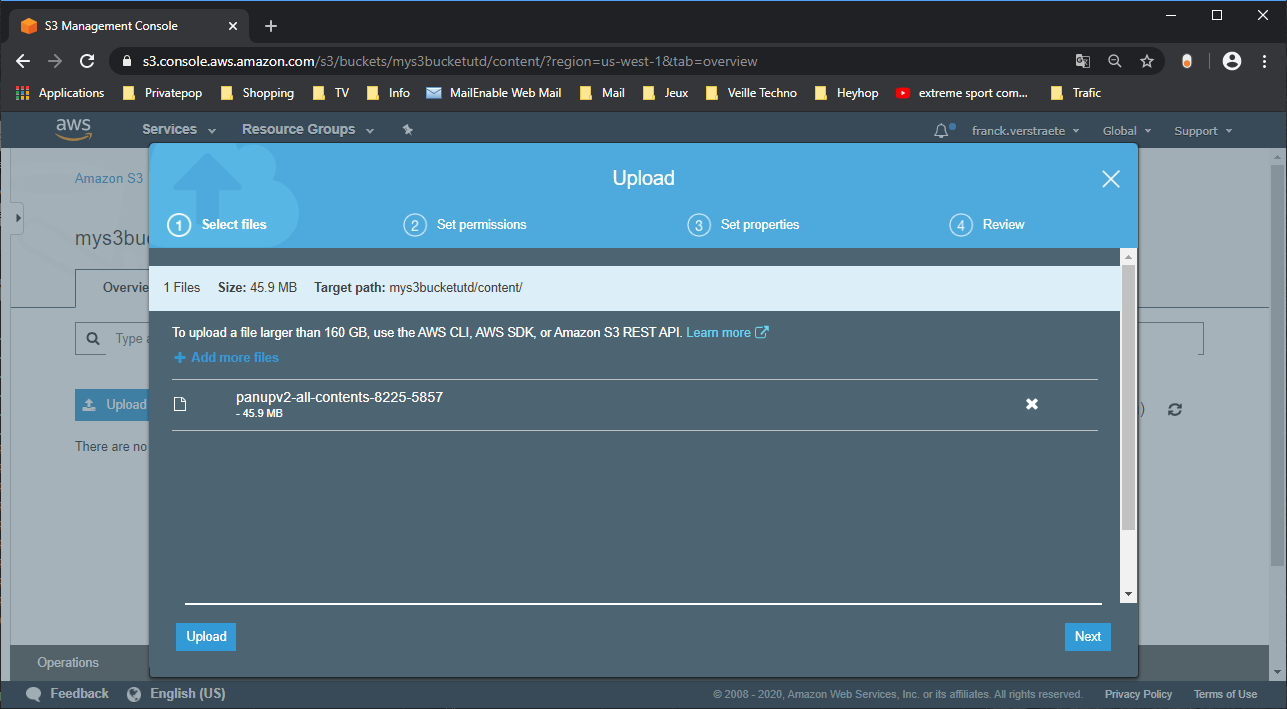 S3 Management Console
s3.console.aws.amazon.com/s3/buckets/mys3bucketutd/content/?region=us-west-1&tab=overview
Applications Privatepop Shopping TV Info MailEnable Web Mail Mail Jeux Veille Techno Heyhop extreme sport com... Trafic
aws Services Resource Groups franck.verstraete Global Support
Amazon S3
Upload
1 Select files 2 Set permissions 3 Set properties 4 Review
mys3bu
Overvie
1 Files Size: 45.9 MB Target path: mys3bucketutd/content/
Type a
To upload a file larger than 160 GB, use the AWS CLI, AWS SDK, or Amazon S3 REST API. Learn more
Add more files
panupv2-all-contents-8225-5857
- 45.9 MB
Upload
There are no
Upload Next
Operations
Feedback English (US) © 2008 - 2020, Amazon Web Services, Inc. or its affiliates. All rights reserved. Privacy Policy Terms of Use